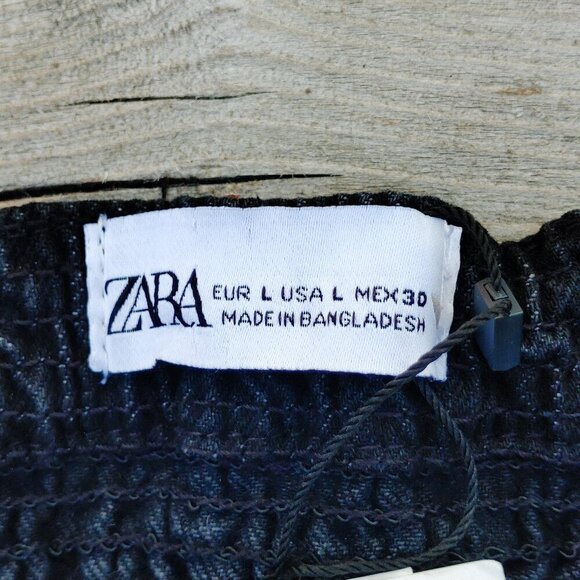 ZARA
EUR L USA L MEX 30
MADE IN BANGLADESH